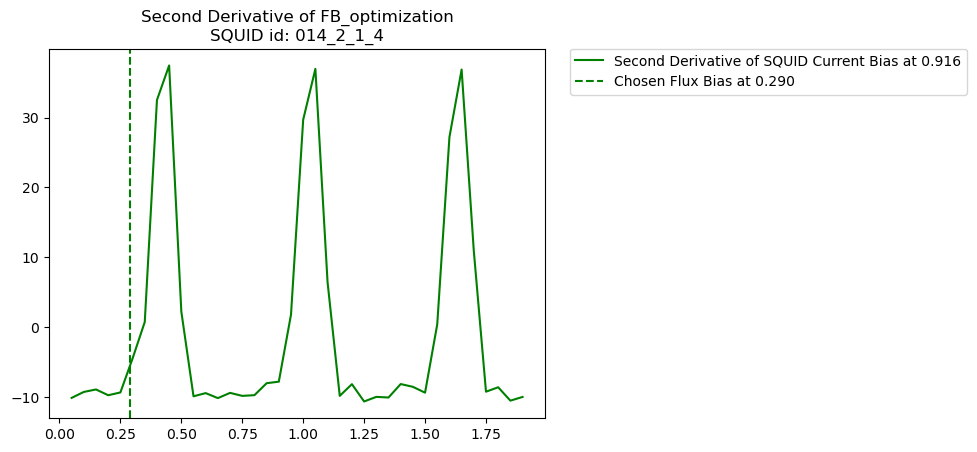 Second Derivative of FB_optimization
SQUID id: 014_2_1_4
Second Derivative of SQUID Current Bias at 0.916
Chosen Flux Bias at 0.290
30
20
10
0
−10
0.00 0.25 0.50 0.75 1.00 1.25 1.50 1.75